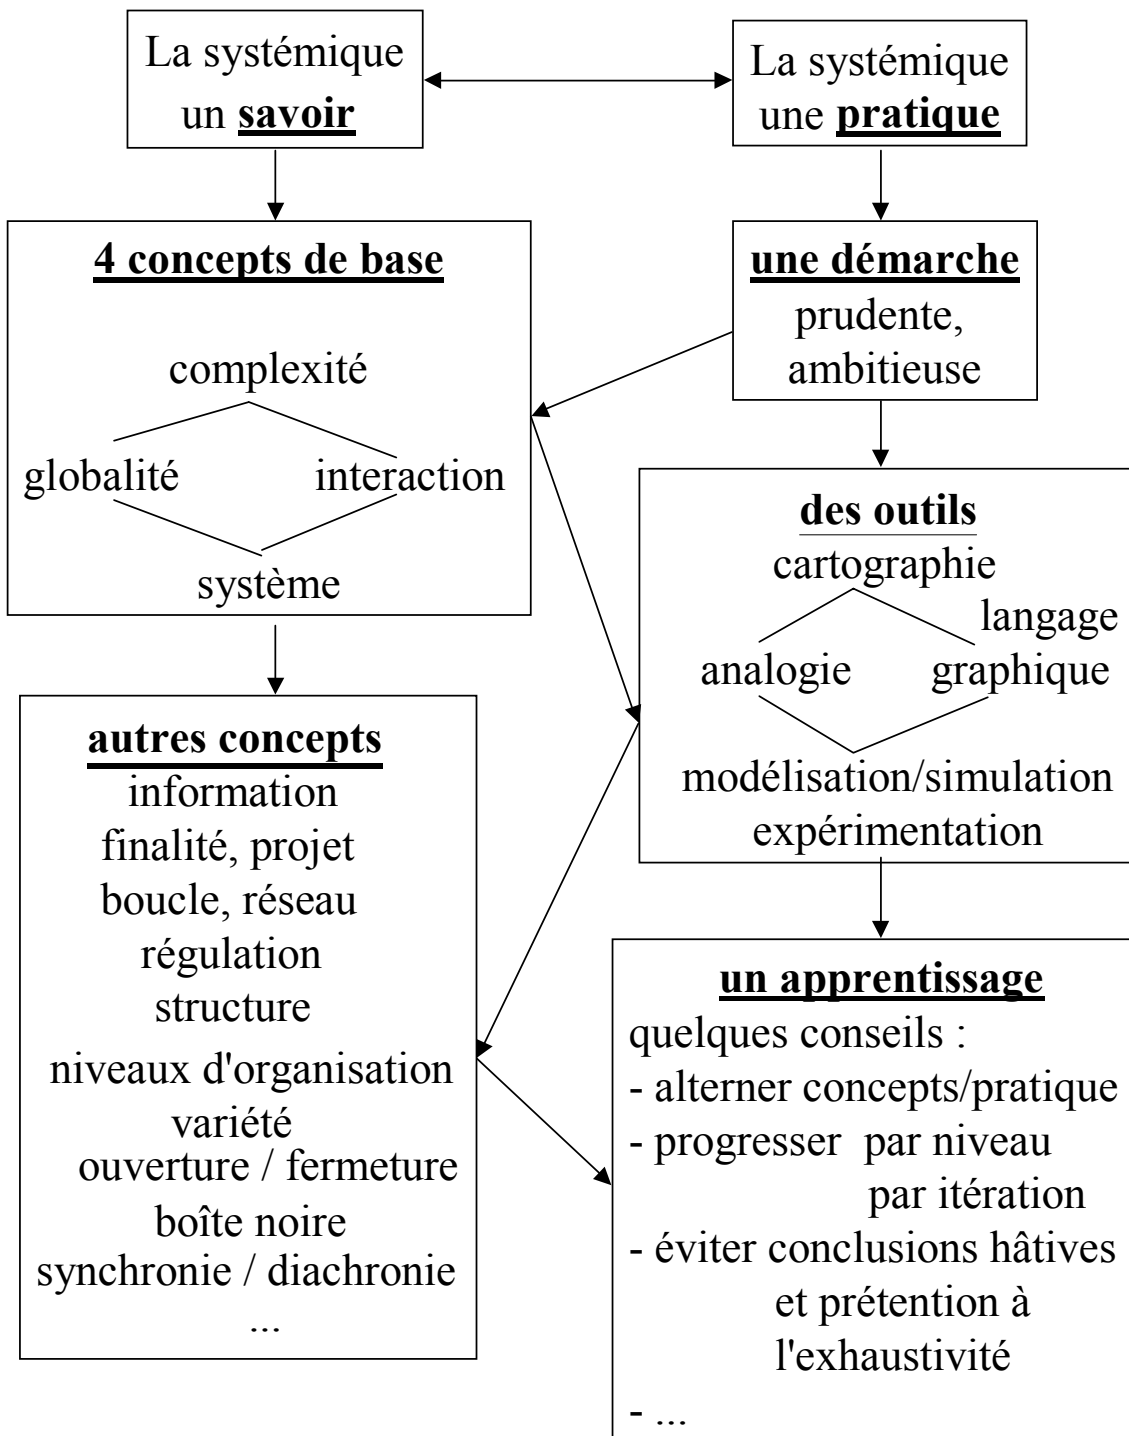 La systémique
un savoir
La systémique
une pratique
4 concepts de base
complexité
globalité
interaction
système
une démarche
prudente,
ambitieuse
des outils
cartographie
langage
analogie
graphique
modélisation/simulation
expérimentation
autres concepts
information
finalité, projet
boucle, réseau
régulation
structure
niveaux d'organisation
variété
ouverture / fermeture
boîte noire
synchronie / diachronie
...
un apprentissage
quelques conseils :
- alterner concepts/pratique
- progresser par niveau
par itération
- éviter conclusions hâtives
et prétention à
l'exhaustivité
- ...